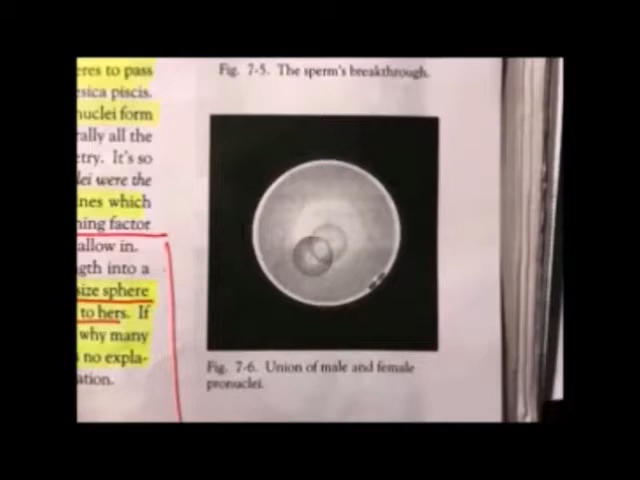 eres to pass
sica piscis.
nuclei form
rally all the
etry. It's so
lei were the
nes which
ning factor
allow in.
gth into a
size sphere
to hers. If
why many
no expla-
ation.
Fig. 7-5. The sperm's breakthrough.
Fig. 7-6. Union of male and female
pronuclei.